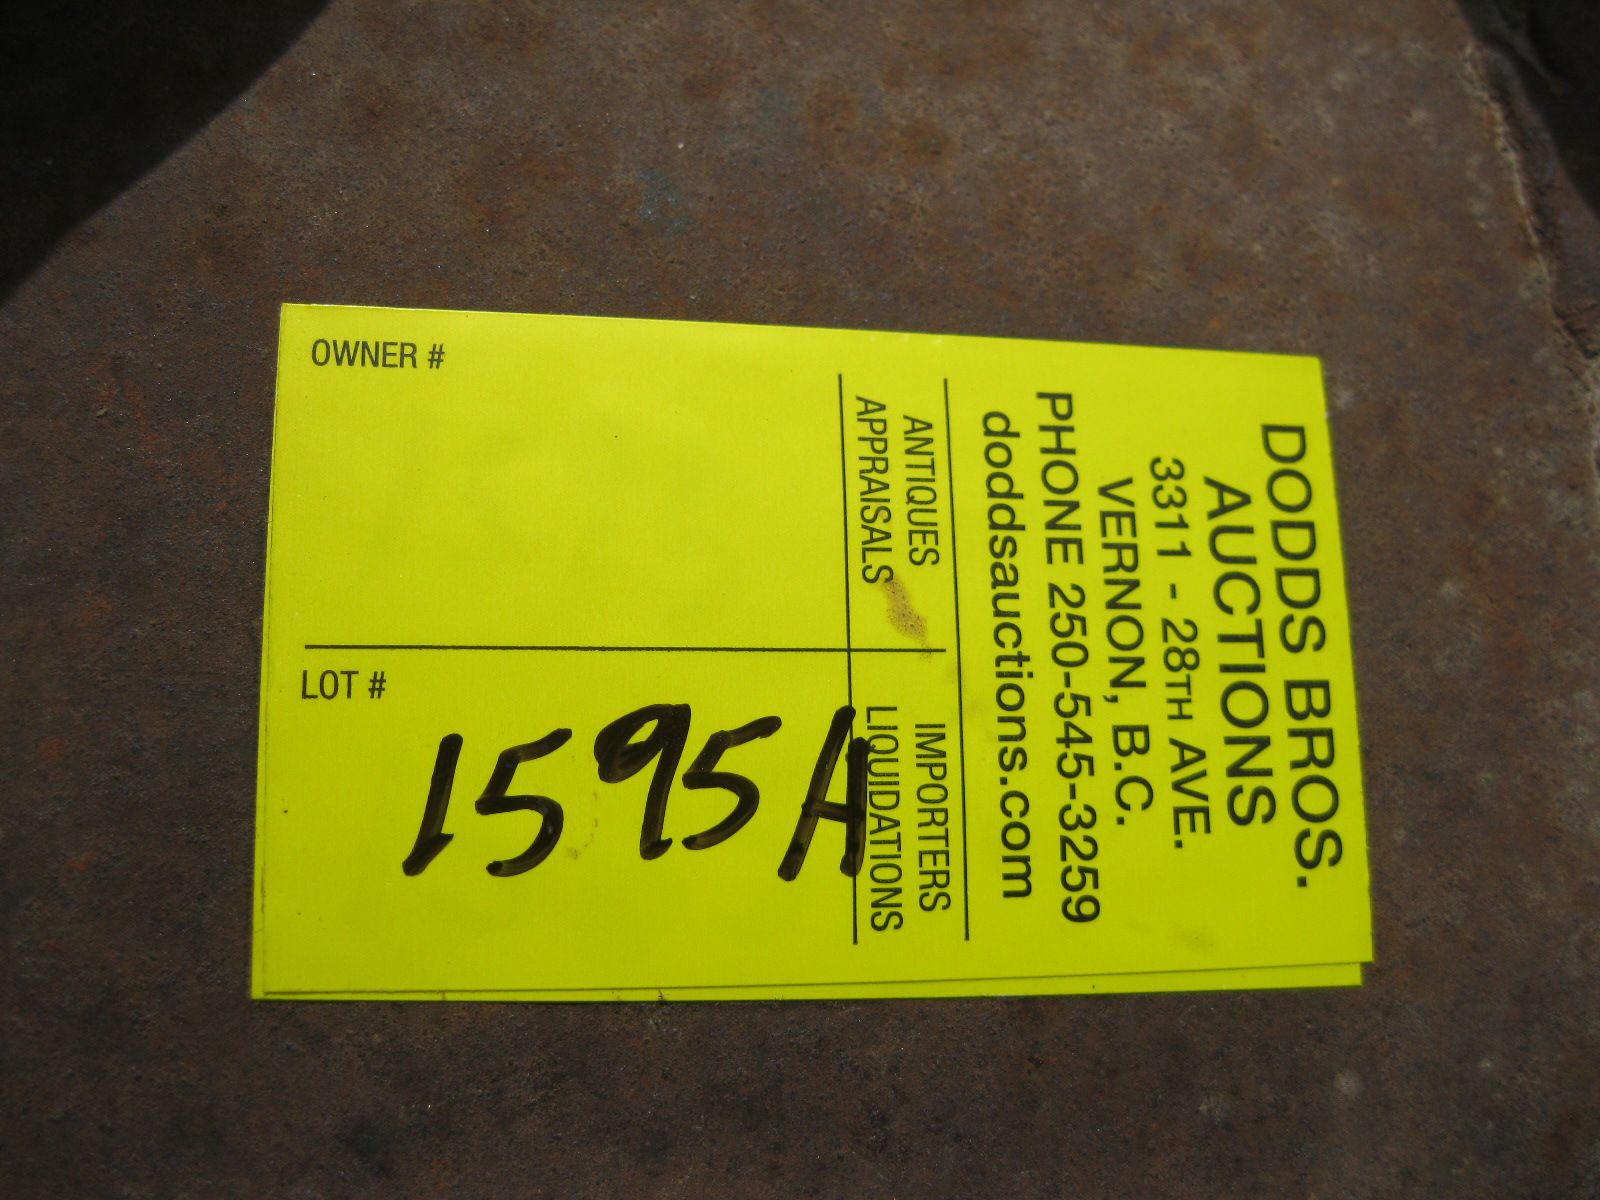 DODDS BROS.
AUCTIONS
3311 - 28TH AVE.
VERNON, B.C.
PHONE 250-545-3259
doddsauctions.com
ANTIQUES IMPORTERS
APPRAISALS LIQUIDATIONS
OWNER #
LOT #
1595A